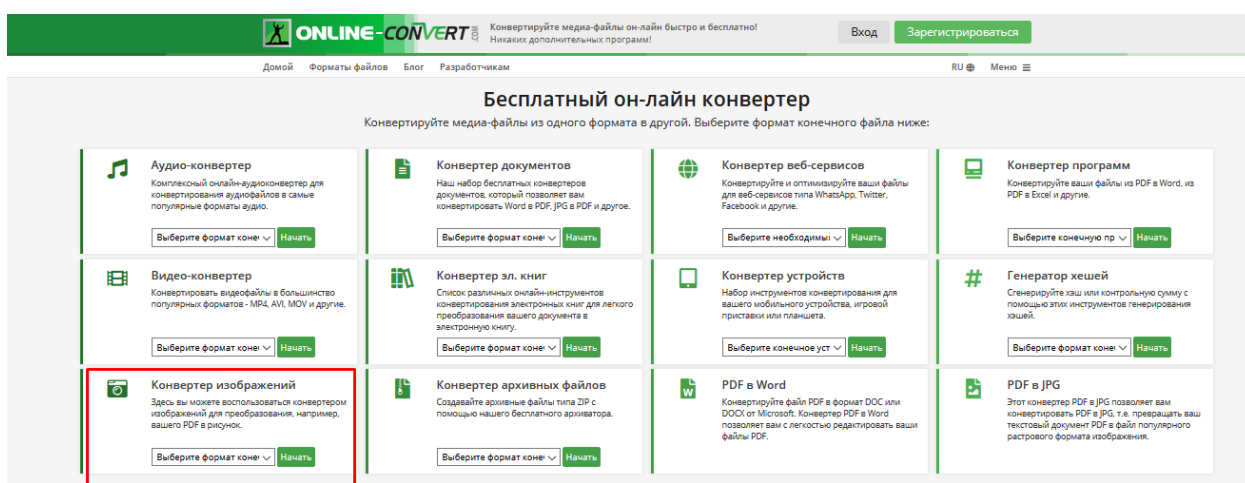 ONLINE-CONVERT.COM
Конвертируйте медиа-файлы он-лайн быстро и бесплатно!
Никаких дополнительных программ!
Вход
Зарегистрироваться
Домой Форматы файлов Блог Разработчикам
RU Меню
Бесплатный он-лайн конвертер
Конвертируйте медиа-файлы из одного формата в другой. Выберите формат конечного файла ниже:
Аудио-конвертер
Комплексный онлайн-аудиоконвертер для
конвертирования аудиофайлов в самые
популярные форматы аудио.
Выберите формат коне Начать
Конвертер документов
Наш набор бесплатных конвертеров
документов, который позволяет вам
конвертировать Word в PDF, JPG в PDF и другое.
Выберите формат коне Начать
Конвертер веб-сервисов
Конвертируйте и оптимизируйте ваши файлы
для веб-сервисов типа WhatsApp, Twitter,
Facebook и другие.
Выберите необходимый Начать
Конвертер программ
Конвертируйте ваши файлы из PDF в Word, из
PDF в Excel и другие.
Выберите конечную пр Начать
Видео-конвертер
Конвертировать видеофайлы в большинство
популярных форматов - MP4, AVI, MOV и другие.
Выберите формат коне Начать
Конвертер эл. книг
Список различных онлайн-инструментов
конвертирования электронных книг для легкого
преобразования вашего документа в
электронную книгу.
Выберите формат коне Начать
Конвертер устройств
Набор инструментов конвертирования для
вашего мобильного устройства, игровой
приставки или планшета.
Выберите конечное уст Начать
Генератор хешей
Сгенерируйте хэш или контрольную сумму с
помощью этих инструментов генерирования
хэшей.
Выберите формат коне Начать
Конвертер изображений
Здесь вы можете воспользоваться конвертером
изображений для преобразования, например,
вашего PDF в рисунок.
Выберите формат коне Начать
Конвертер архивных файлов
Создавайте архивные файлы типа ZIP с
помощью нашего бесплатного архиватора.
Выберите формат коне Начать
PDF в Word
Конвертируйте файл PDF в формат DOC или
DOCX от Microsoft. Конвертер PDF в Word
позволяет вам с легкостью редактировать ваши
файлы PDF.
PDF в JPG
Этот конвертер PDF в JPG позволяет вам
конвертировать PDF в JPG, т.е. превращать ваш
текстовый документ PDF в файл популярного
растрового формата изображения.